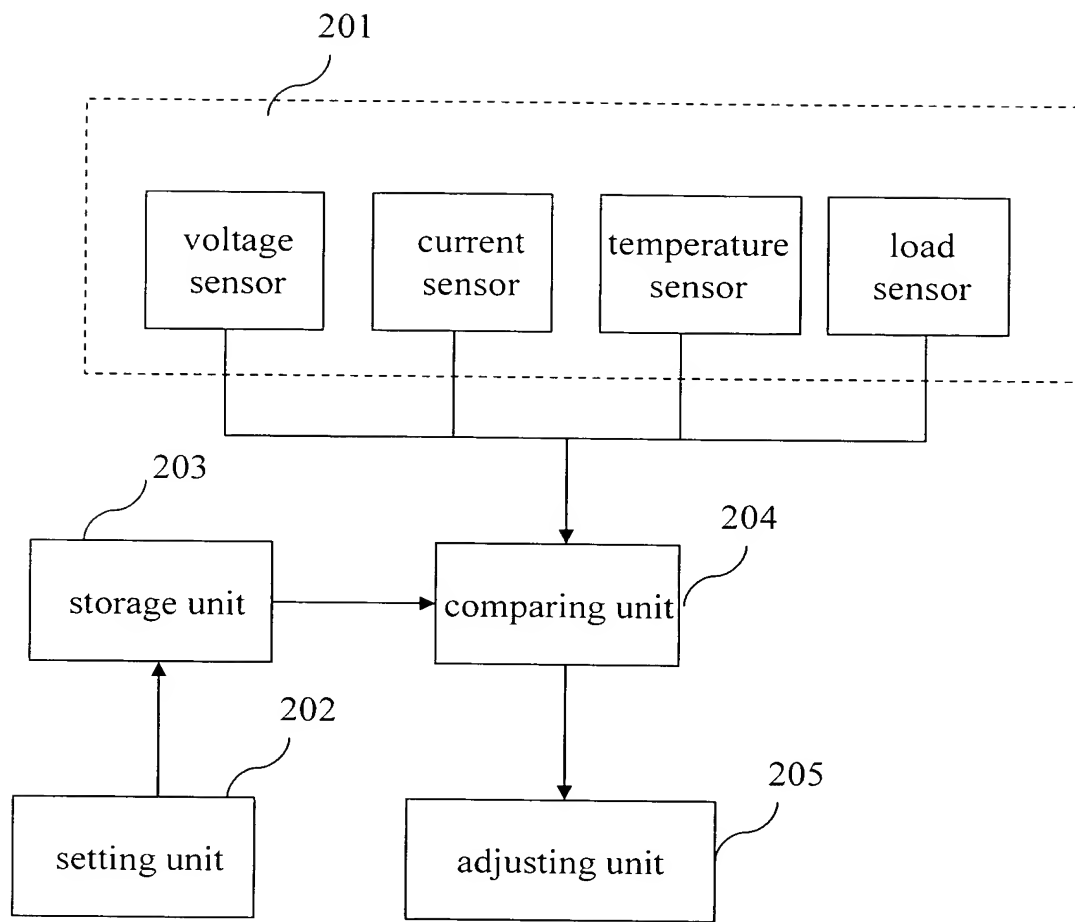 201
voltage
sensor
current
sensor
temperature
sensor
load
sensor
203
204
storage unit
comparing unit
202
205
setting unit
adjusting unit